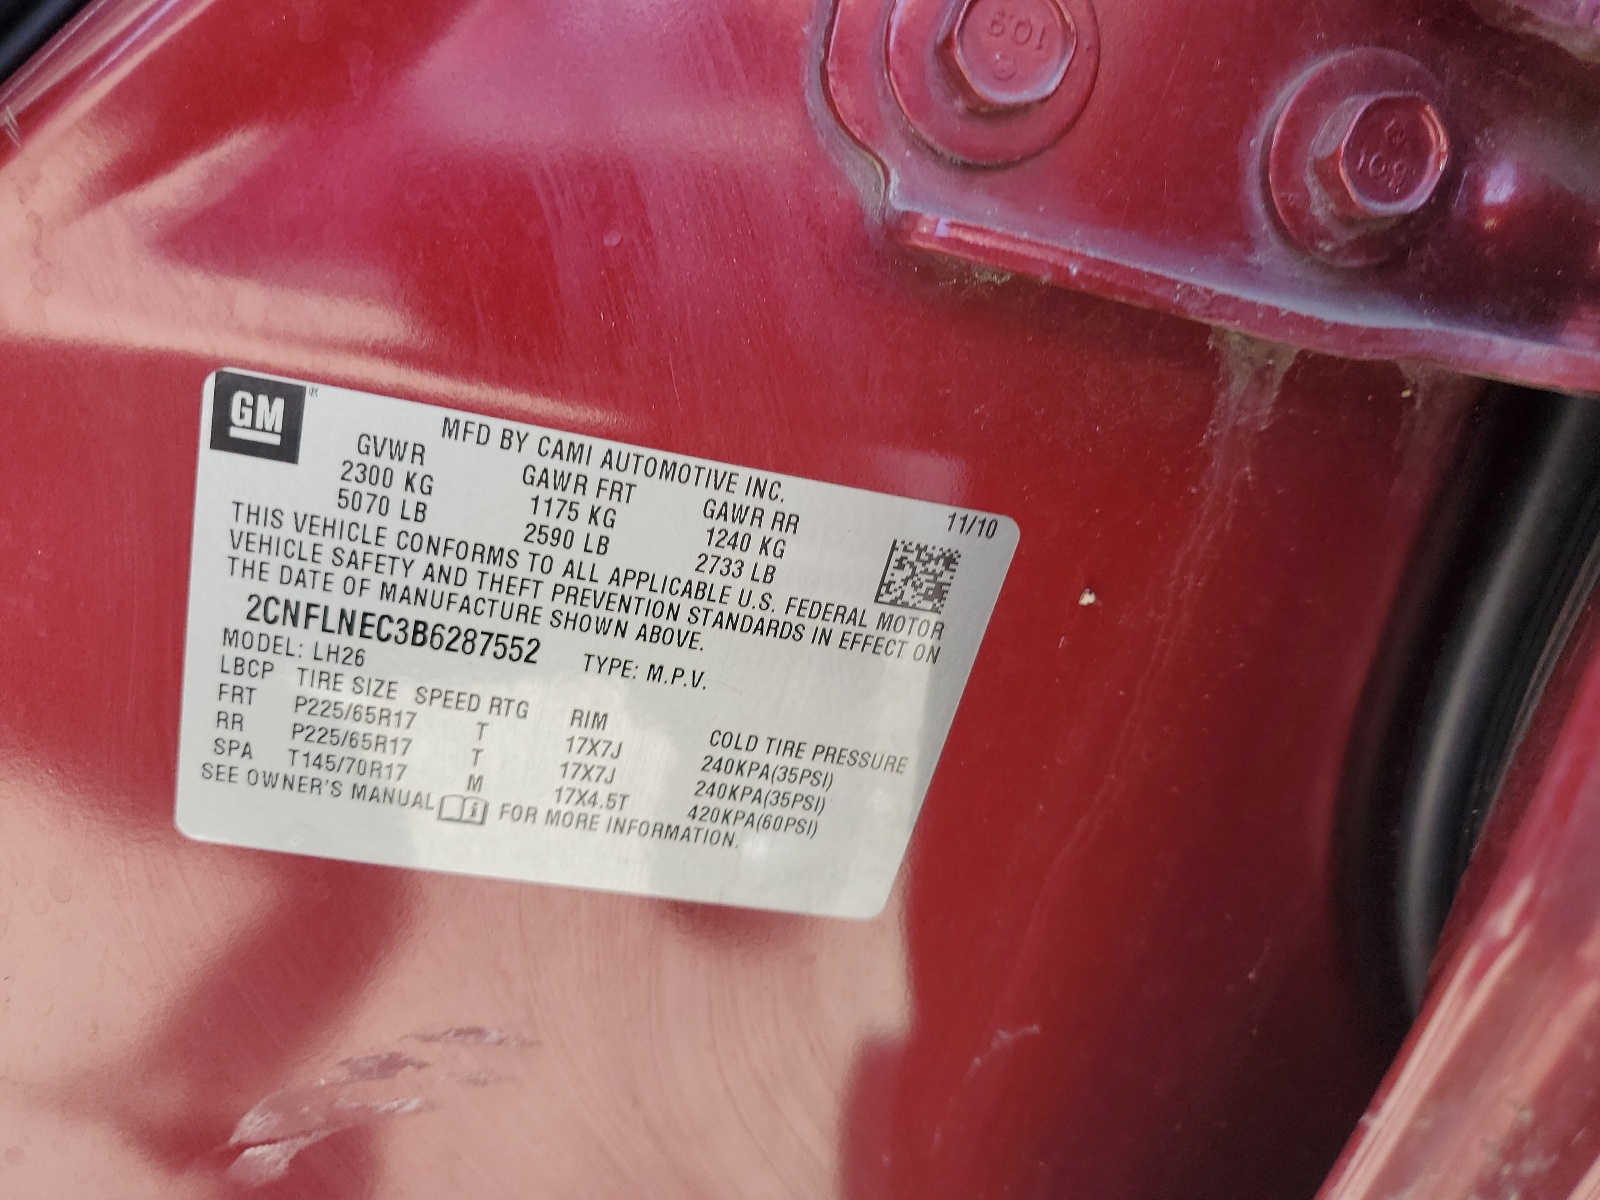 10.9
10.9
GM ®
MFD BY CAMI AUTOMOTIVE INC.
GVWR GAWR FRT GAWR RR 11/10
2300 KG 1175 KG 1240 KG
5070 LB 2590 LB 2733 LB
THIS VEHICLE CONFORMS TO ALL APPLICABLE U.S. FEDERAL MOTOR
VEHICLE SAFETY AND THEFT PREVENTION STANDARDS IN EFFECT ON
THE DATE OF MANUFACTURE SHOWN ABOVE.
2CNFLNEC3B6287552 TYPE: M.P.V.
MODEL: LH26
LBCP TIRE SIZE SPEED RTG RIM COLD TIRE PRESSURE
FRT P225/65R17 T 17X7J 240KPA(35PSI)
RR P225/65R17 T 17X7J 240KPA(35PSI)
SPA T145/70R17 M 17X4.5T 420KPA(60PSI)
SEE OWNER'S MANUAL i FOR MORE INFORMATION.